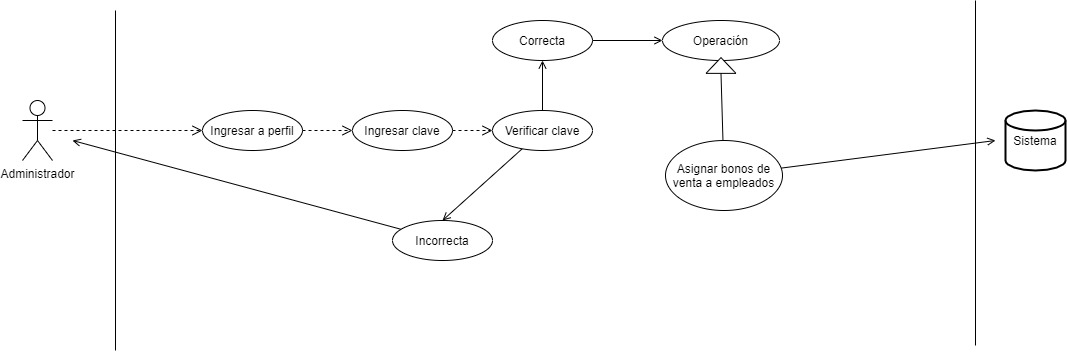 Correcta
Operación
Ingresar a perfil
Ingresar clave
Verificar clave
Sistema
Administrador
Asignar bonos de
venta a empleados
Incorrecta